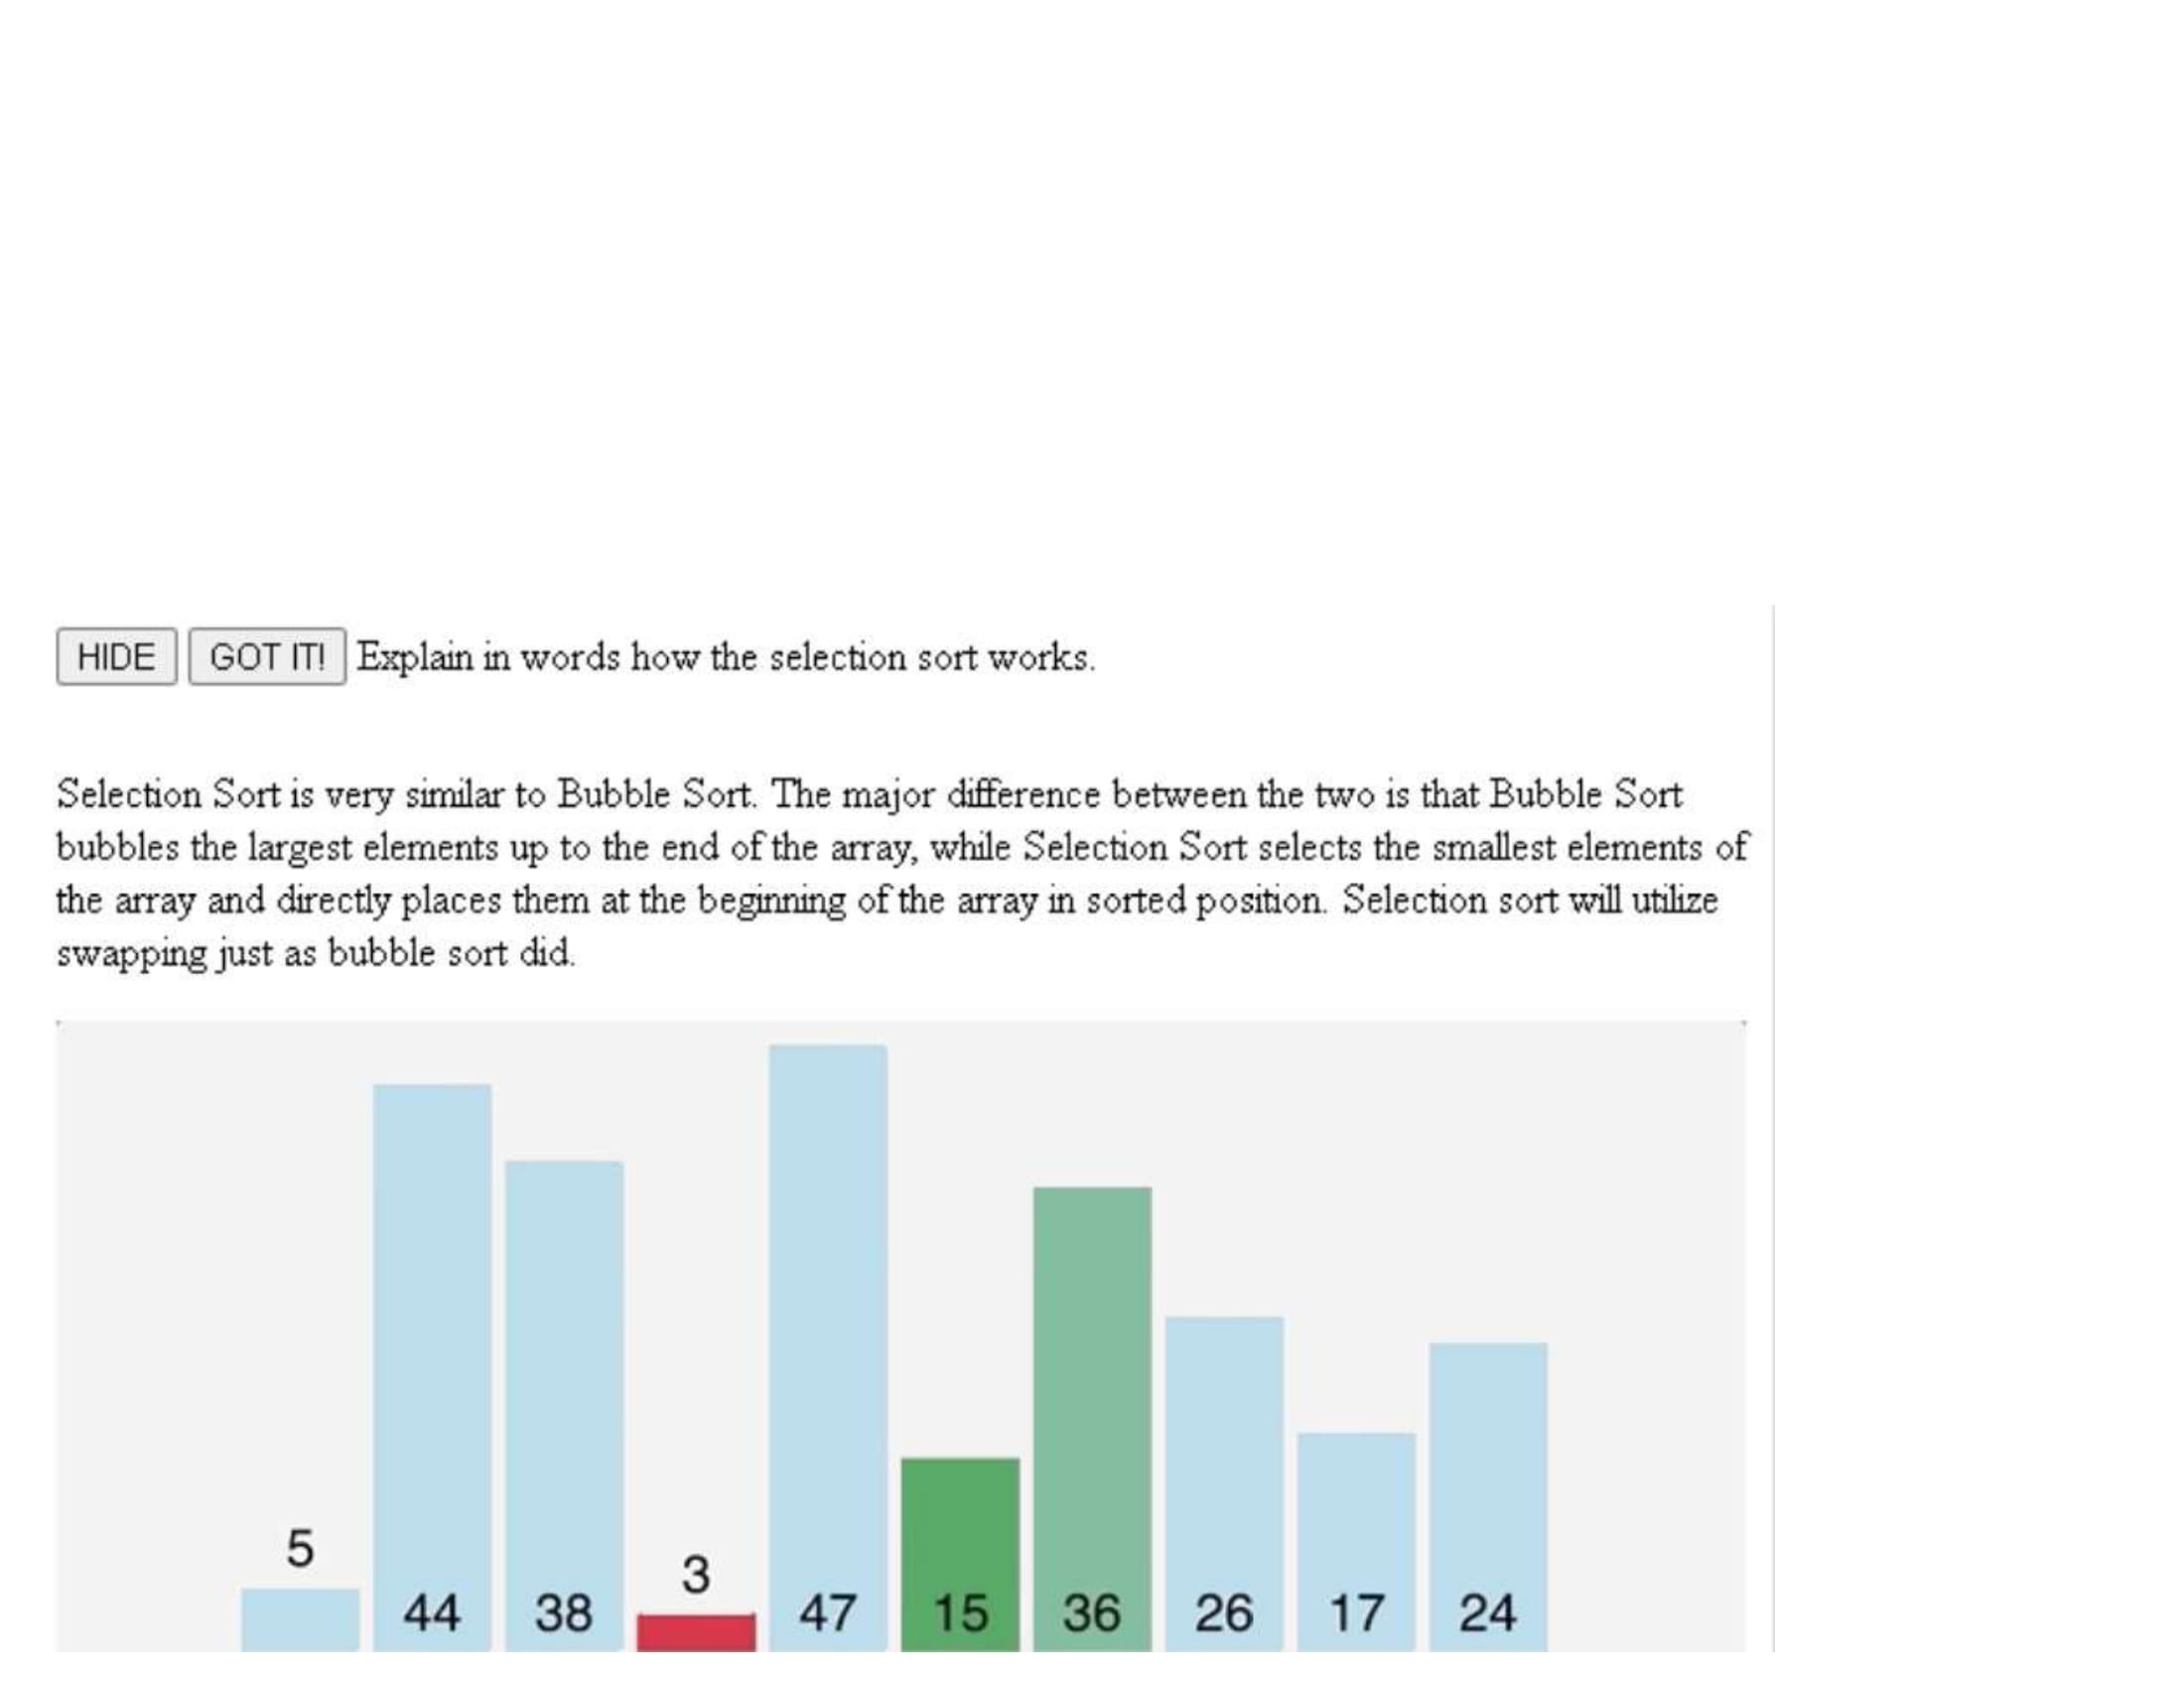 HIDE GOT IT! Explain in words how the selection sort works.
Selection Sort is very similar to Bubble Sort. The major difference between the two is that Bubble Sort
bubbles the largest elements up to the end of the array, while Selection Sort selects the smallest elements of
the array and directly places them at the beginning of the array in sorted position. Selection sort will utilize
swapping just as bubble sort did.
5 44 38 3 47 15 36 26 17 24